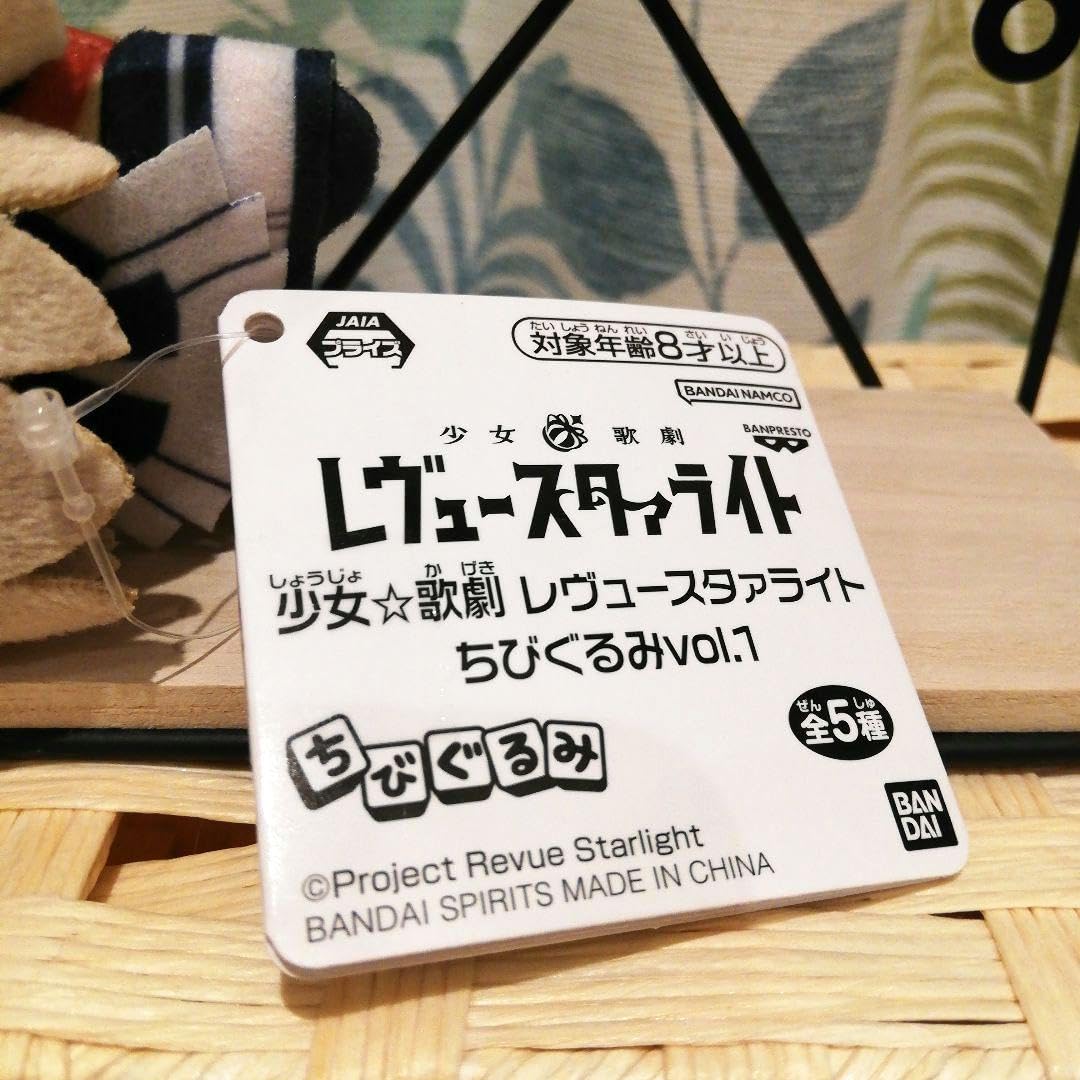 JAIA
プライズ
たいしょうねんれい さいいじょう
対象年齢8才以上
BANDAI NAMCO
BANPRESTO
少女 歌劇
レヴュースタァライト
しょうじょ かげき
少女☆歌劇 レヴュースタァライト
ちびぐるみvol.1
ぜん しゅ
全5種
ちびぐるみ
BAN
DAI
©Project Revue Starlight
BANDAI SPIRITS MADE IN CHINA